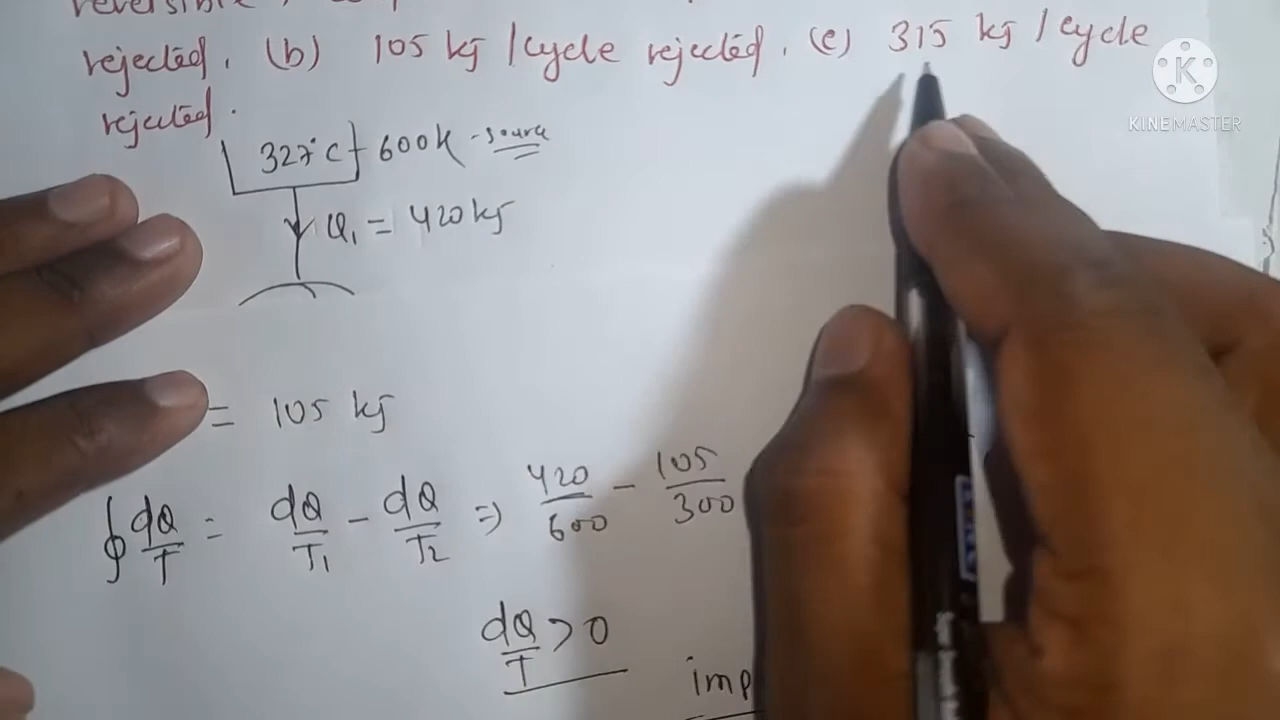 reversible,
rejected. (b) 105 kj /cycle rejected. (c) 315 kj /cycle
rejected.
KINEMASTER
327°C - 600k - source
Q₁ = 420 kj
= 105 kj
∮ dQ/T = dQ/T₁ - dQ/T₂ ⇒ 420/600 - 105/300
dQ/T > 0
imp